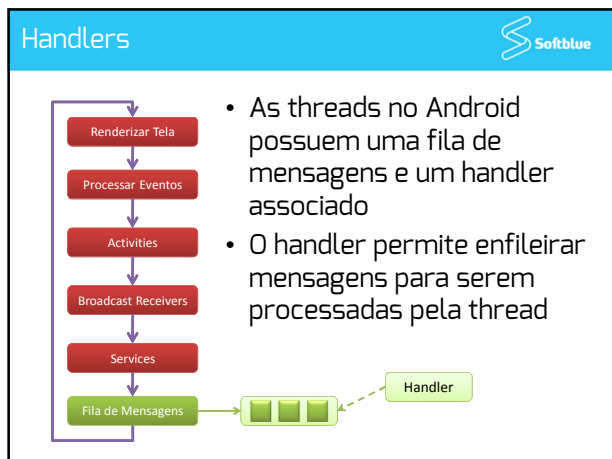 Handlers
Softblue
Renderizar Tela
Processar Eventos
Activities
Broadcast Receivers
Services
Fila de Mensagens
Handler
• As threads no Android
possuem uma fila de
mensagens e um handler
associado
• O handler permite enfileirar
mensagens para serem
processadas pela thread